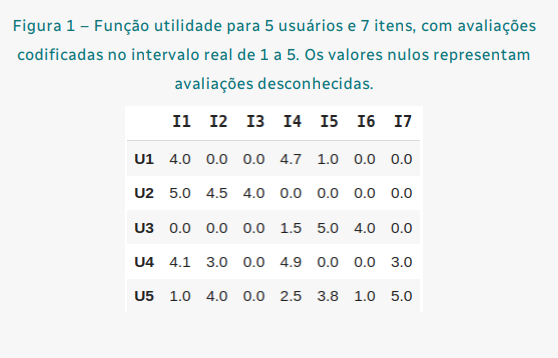 Figura 1 – Função utilidade para 5 usuários e 7 itens, com avaliações
codificadas no intervalo real de 1 a 5. Os valores nulos representam
avaliações desconhecidas.
I1 I2 I3 I4 I5 I6 I7
U1 4.0 0.0 0.0 4.7 1.0 0.0 0.0
U2 5.0 4.5 4.0 0.0 0.0 0.0 0.0
U3 0.0 0.0 0.0 1.5 5.0 4.0 0.0
U4 4.1 3.0 0.0 4.9 0.0 0.0 3.0
U5 1.0 4.0 0.0 2.5 3.8 1.0 5.0